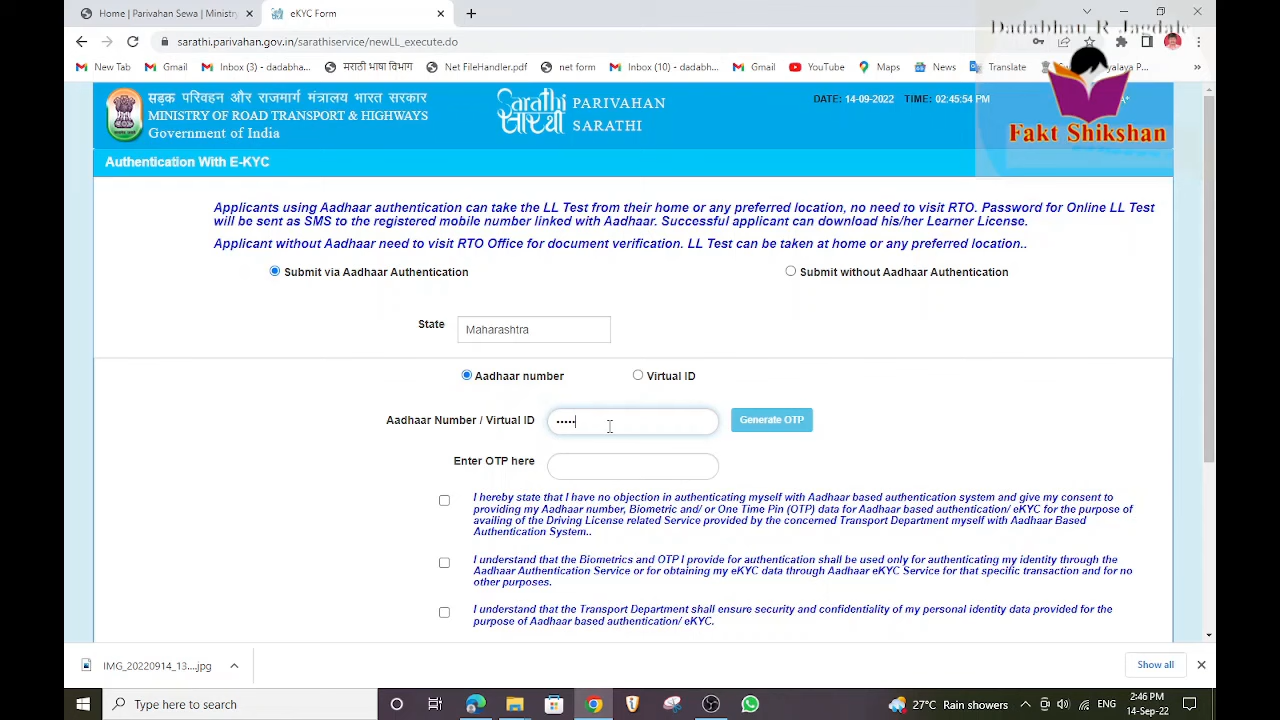 Home | Parivahan Sewa | Ministry
eKYC Form
Dadabhau R Jagdale
sarathi.parivahan.gov.in/sarathiservice/newLL_execute.do
New Tab
Gmail
Inbox (3) - dadabha...
मराठी भाषा विभाग
Net FileHandler.pdf
net form
Inbox (10) - dadabh...
Gmail
YouTube
Maps
News
Translate
सड़क परिवहन और राजमार्ग मंत्रालय भारत सरकार
MINISTRY OF ROAD TRANSPORT & HIGHWAYS
Government of India
Sarathi
सारथी
PARIVAHAN
SARATHI
DATE: 14-09-2022 TIME: 02:45:54 PM
A+
Fakt Shikshan
Authentication With E-KYC
Applicants using Aadhaar authentication can take the LL Test from their home or any preferred location, no need to visit RTO. Password for Online LL Test
will be sent as SMS to the registered mobile number linked with Aadhaar. Successful applicant can download his/her Learner License.
Applicant without Aadhaar need to visit RTO Office for document verification. LL Test can be taken at home or any preferred location..
Submit via Aadhaar Authentication
Submit without Aadhaar Authentication
State
Maharashtra
Aadhaar number
Virtual ID
Aadhaar Number / Virtual ID
•••••
Generate OTP
Enter OTP here
I hereby state that I have no objection in authenticating myself with Aadhaar based authentication system and give my consent to
providing my Aadhaar number, Biometric and/ or One Time Pin (OTP) data for Aadhaar based authentication/ eKYC for the purpose of
availing of the Driving License related Service provided by the concerned Transport Department myself with Aadhaar Based
Authentication System..
I understand that the Biometrics and OTP I provide for authentication shall be used only for authenticating my identity through the
Aadhaar Authentication Service or for obtaining my eKYC data through Aadhaar eKYC Service for that specific transaction and for no
other purposes.
I understand that the Transport Department shall ensure security and confidentiality of my personal identity data provided for the
purpose of Aadhaar based authentication/ eKYC.
IMG_20220914_13....jpg
Show all
Type here to search
27°C Rain showers
ENG
2:46 PM
14-Sep-22